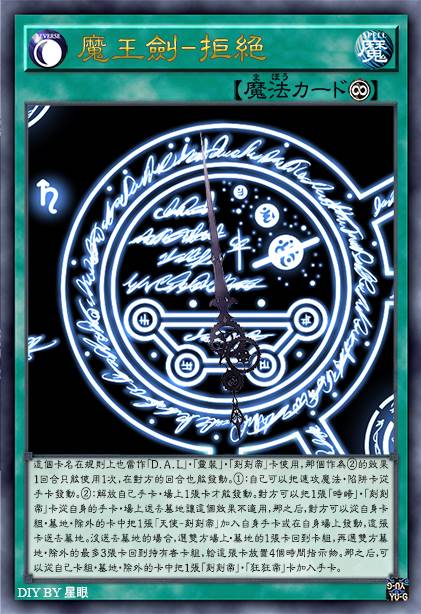 REVERSE
魔王劍-拒絕
SPELL
魔
ま ほう
【魔法カード∞】
這個卡名在規則上也當作「D.A.L」·「靈裝」·「刻刻帝」卡使用,那個作為②的效果
1回合只能使用1次,在對方的回合也能發動。①:自己可以把速攻魔法·陷阱卡從
手卡發動。②:解放自己手卡·場上1張卡才能發動。對方可以把1張「時崎」·「刻刻
帝」卡從自身的手卡·場上送去墓地讓這個效果不適用,那之後,對方可以從自身卡
組·墓地·除外的卡中把1張「天使-刻刻帝」加入自身手卡或在自身場上發動,這張
卡送去墓地。沒送去墓地的場合,選雙方場上·墓地的1張卡回到卡組,再選雙方墓
地·除外的最多3張卡回到持有者卡組,給這張卡放置4個時間指示物。那之後,可
以從自己卡組·墓地·除外的卡中把1張「刻刻帝」·「狂狂帝」卡加入手卡。
DIY BY 星眼
YU-G